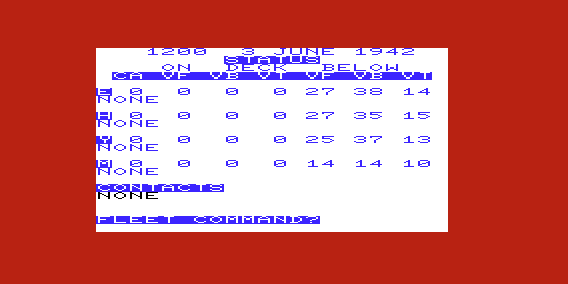 1200 3 JUNE 1942
STATUS
ON DECK BELOW
CA VF VB VT VF VB VT
E 0 0 0 0 27 38 14
NONE
H 0 0 0 0 27 35 15
NONE
Y 0 0 0 0 25 37 13
NONE
M 0 0 0 0 14 14 10
NONE
CONTACTS
NONE
FLEET COMMAND?